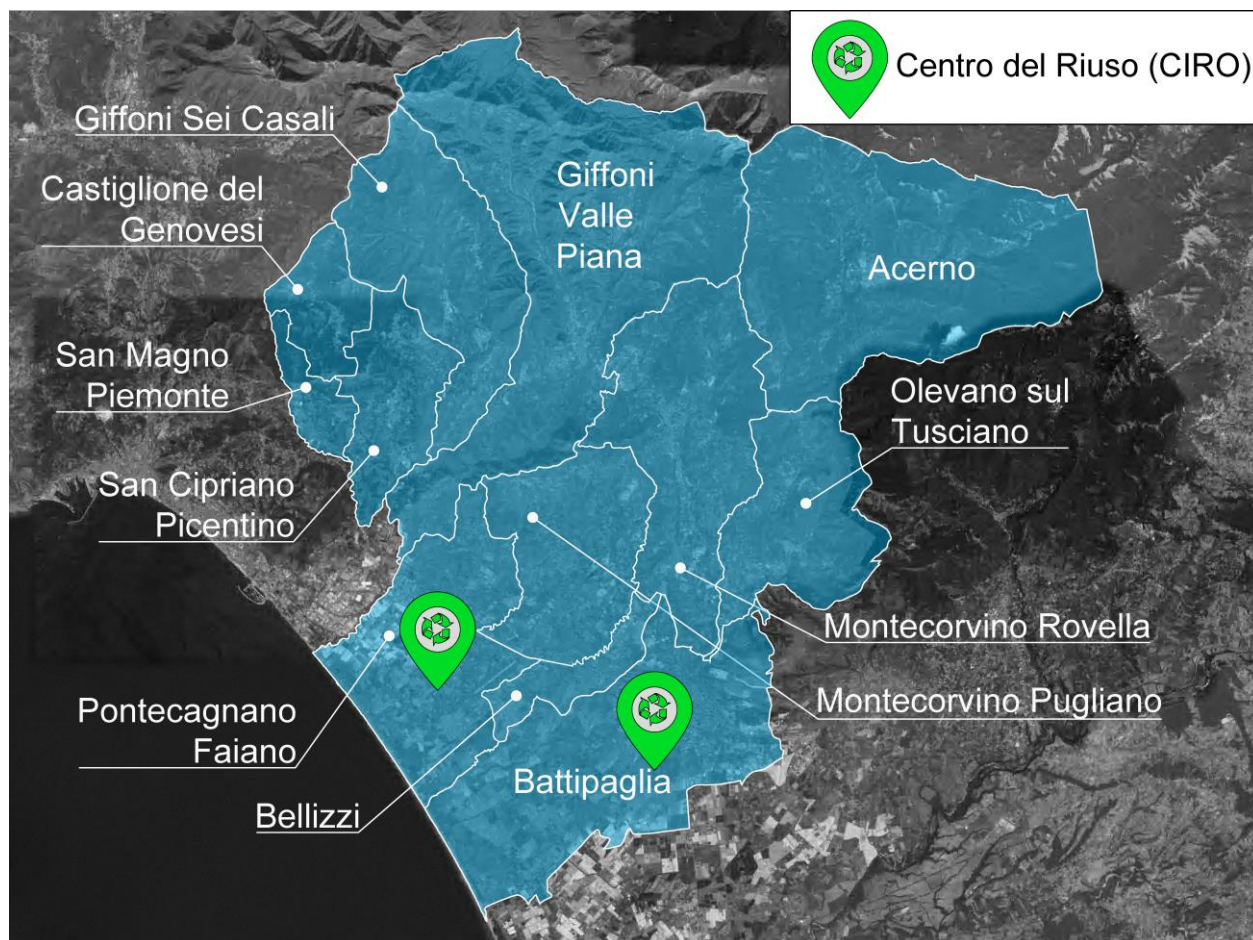 Centro del Riuso (CIRO)
Giffoni Sei Casali
Castiglione del
Genovesi
Giffoni
Valle
Piana
Acerno
San Magno
Piemonte
Olevano sul
Tusciano
San Cipriano
Picentino
Montecorvino Rovella
Montecorvino Pugliano
Pontecagnano
Faiano
Battipaglia
Bellizzi